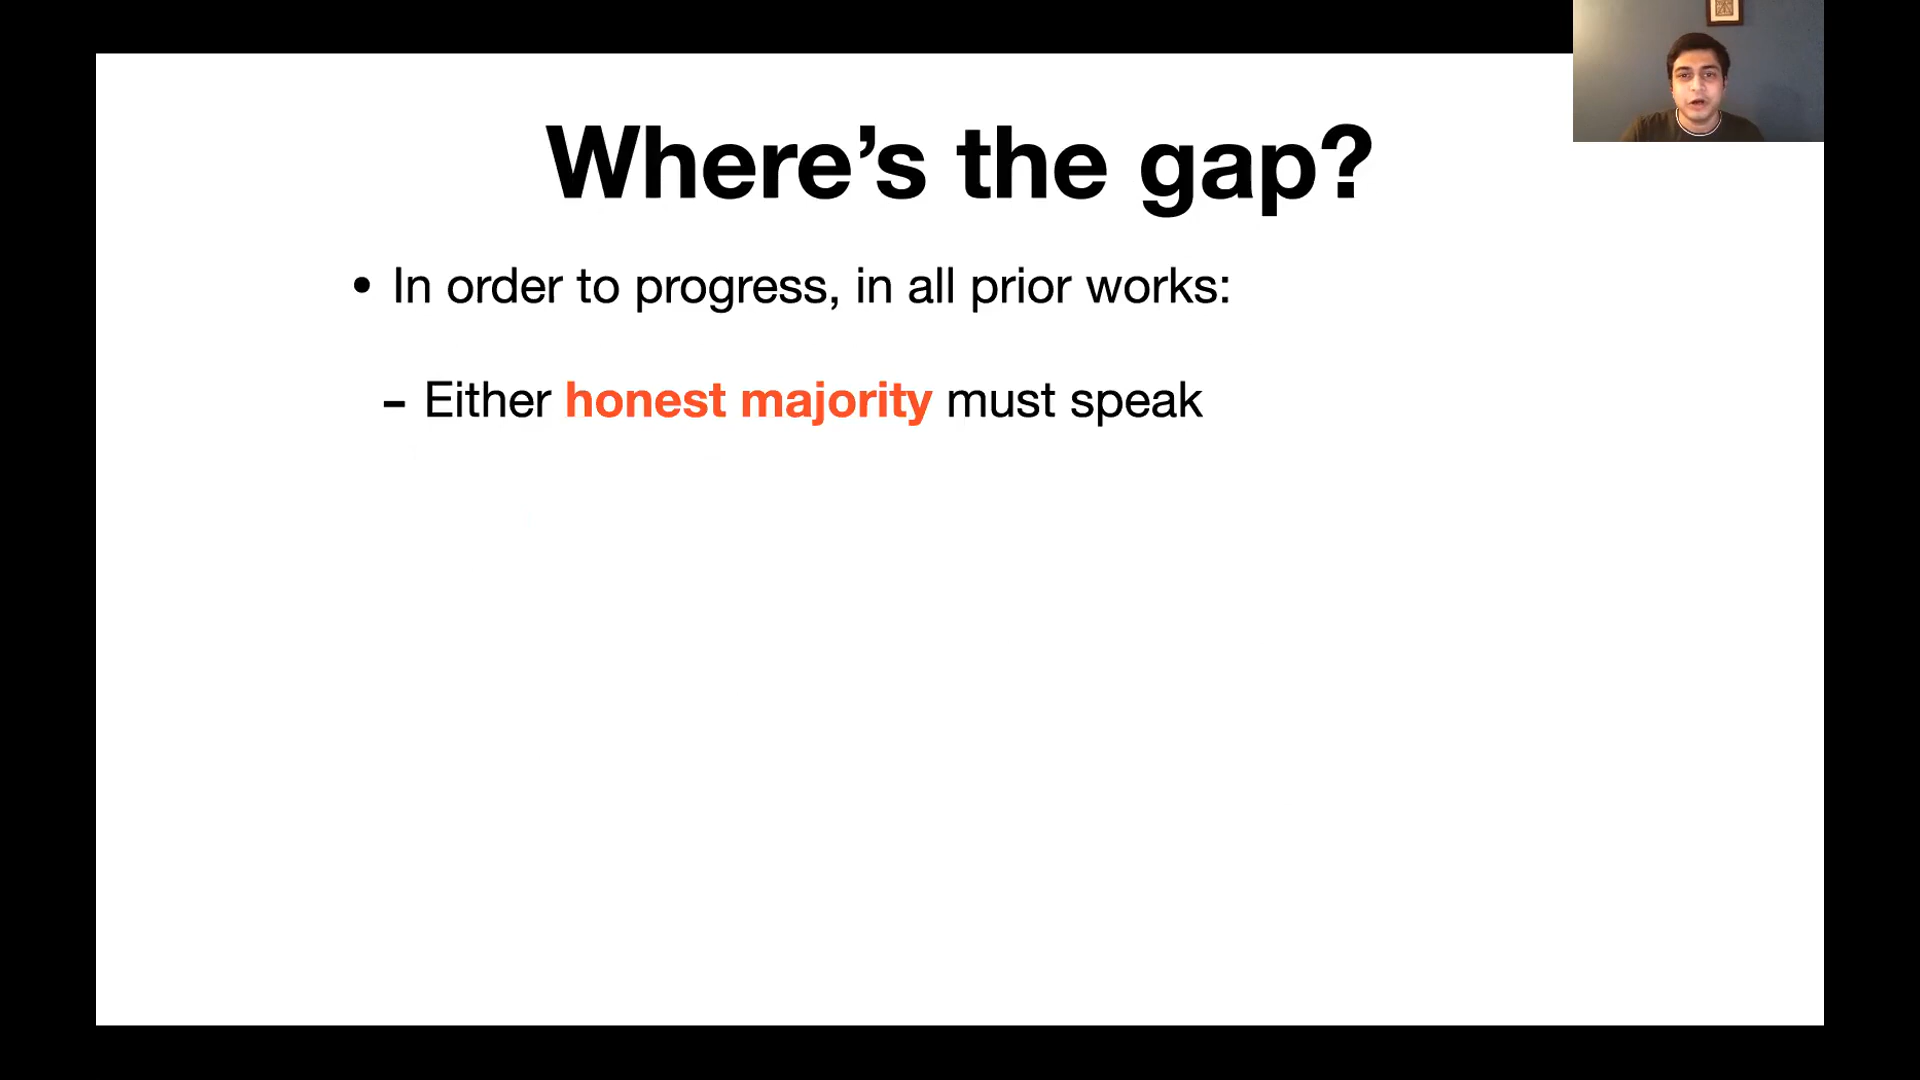 Where’s the gap?
• In order to progress, in all prior works:
- Either honest majority must speak